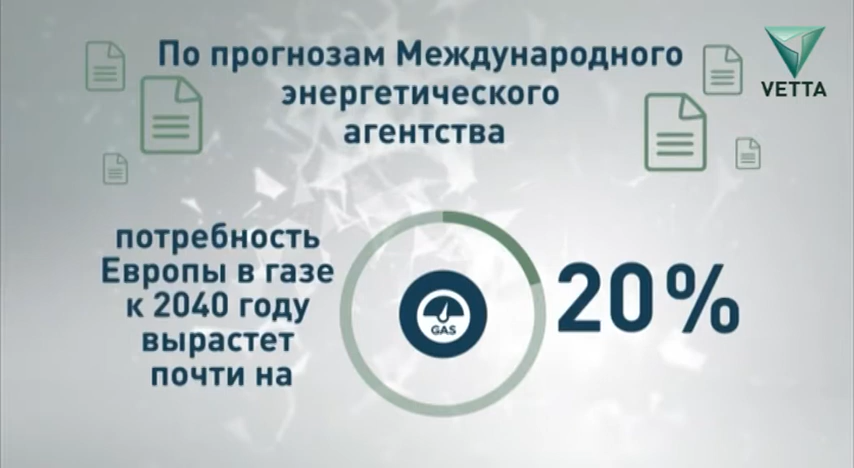 По прогнозам Международного
энергетического
агентства
VETTA
потребность
Европы в газе
к 2040 году
вырастет
почти на
GAS
20%